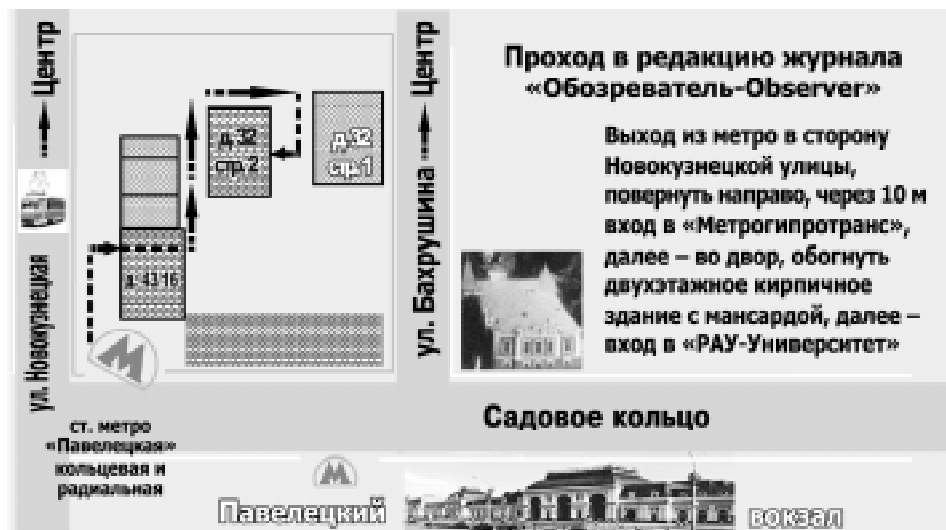 Центр
ул. Новокузнецкая
д. 43/16
д.32
стр.2
д.32
стр.1
Центр
ул. Бахрушина
Проход в редакцию журнала
«Обозреватель-Observer»
Выход из метро в сторону
Новокузнецкой улицы,
повернуть направо, через 10 м
вход в «Метрогипротранс»,
далее – во двор, обогнуть
двухэтажное кирпичное
здание с мансардой, далее –
вход в «РАУ-Университет»
М
Садовое кольцо
ст. метро
«Павелецкая»
кольцевая и
радиальная
М
Павелецкий вокзал